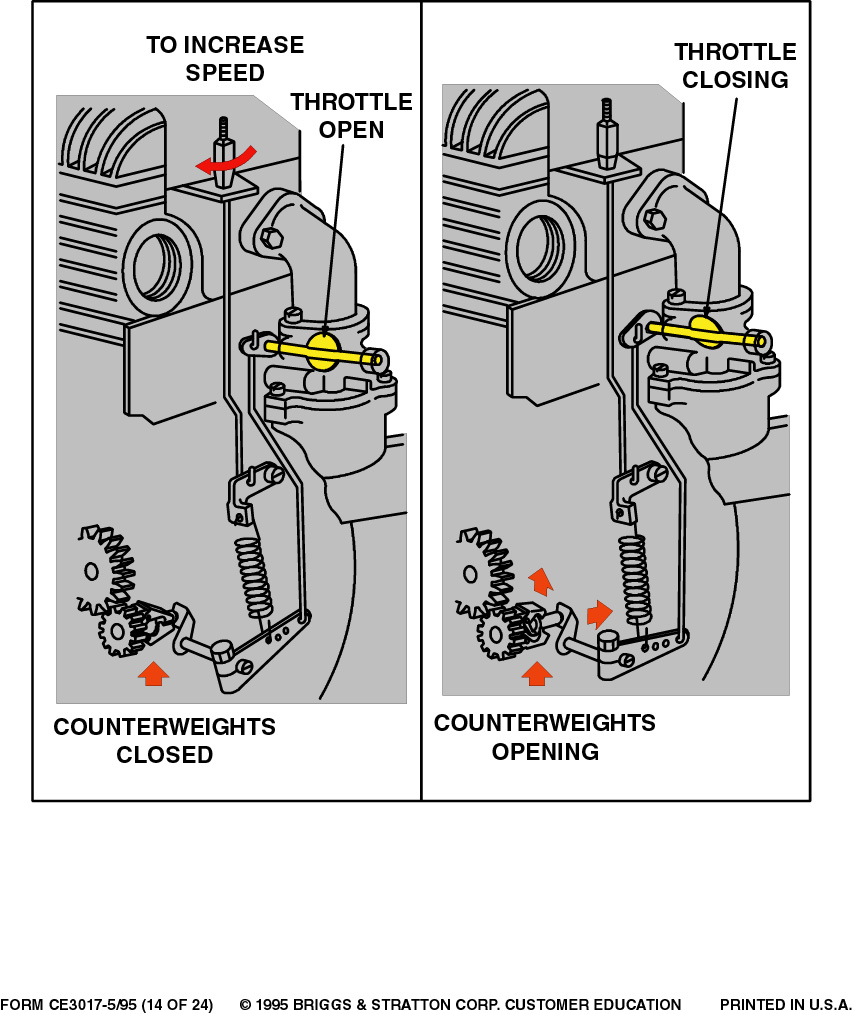 TO INCREASE
SPEED
THROTTLE
OPEN
COUNTERWEIGHTS
CLOSED
THROTTLE
CLOSING
COUNTERWEIGHTS
OPENING
FORM CE3017-5/95 (14 OF 24) © 1995 BRIGGS & STRATTON CORP. CUSTOMER EDUCATION PRINTED IN U.S.A.